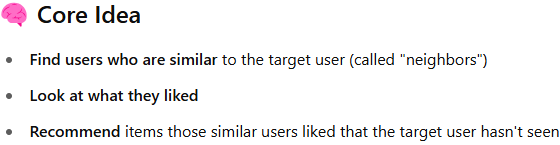 🧠 Core Idea
• Find users who are similar to the target user (called "neighbors")
• Look at what they liked
• Recommend items those similar users liked that the target user hasn't seen